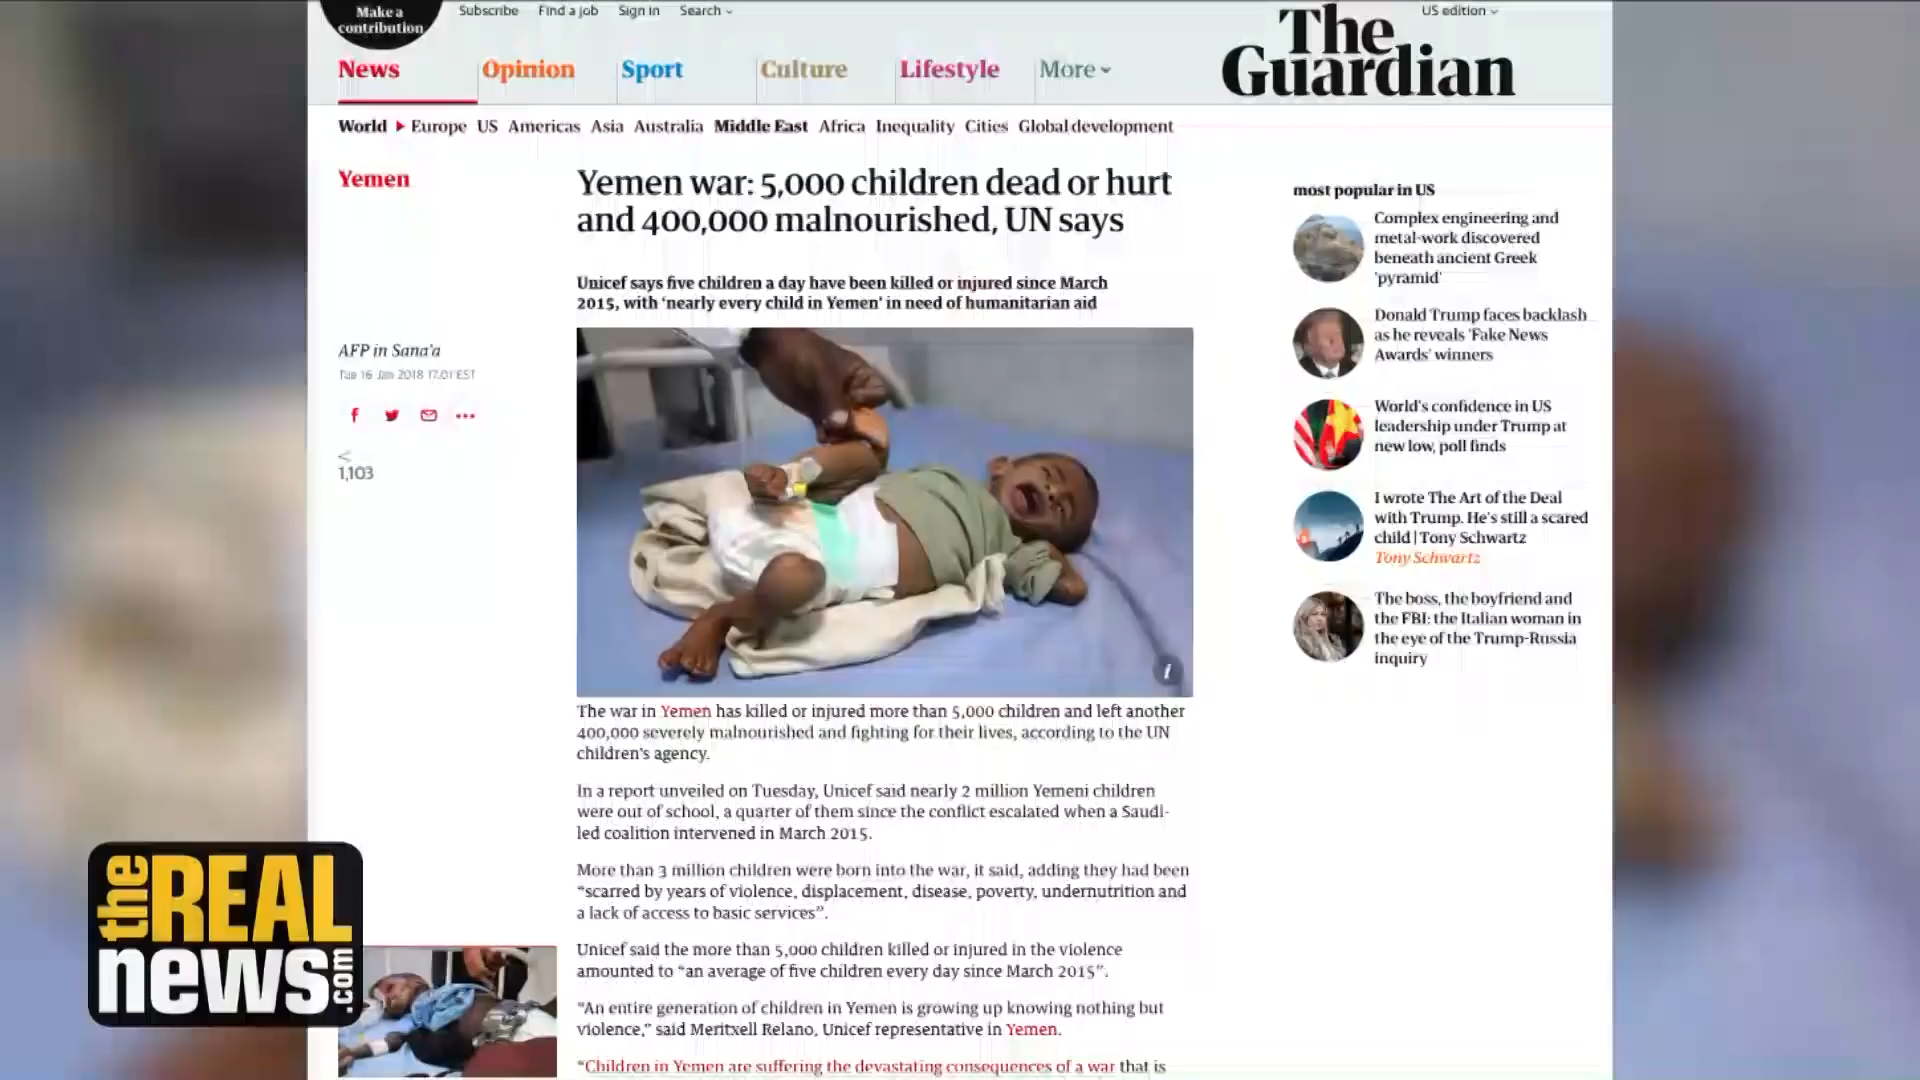 Make a
contribution
Subscribe Find a job Sign in Search
US edition
The
Guardian
News Opinion Sport Culture Lifestyle More
World Europe US Americas Asia Australia Middle East Africa Inequality Cities Global development
Yemen
Yemen war: 5,000 children dead or hurt
and 400,000 malnourished, UN says
Unicef says five children a day have been killed or injured since March
2015, with ‘nearly every child in Yemen’ in need of humanitarian aid
AFP in Sana'a
Tue 16 Jan 2018 17.01 EST
1,103
i
The war in Yemen has killed or injured more than 5,000 children and left another
400,000 severely malnourished and fighting for their lives, according to the UN
children's agency.
In a report unveiled on Tuesday, Unicef said nearly 2 million Yemeni children
were out of school, a quarter of them since the conflict escalated when a Saudi-
led coalition intervened in March 2015.
More than 3 million children were born into the war, it said, adding they had been
“scarred by years of violence, displacement, disease, poverty, undernutrition and
a lack of access to basic services”.
Unicef said the more than 5,000 children killed or injured in the violence
amounted to “an average of five children every day since March 2015”.
“An entire generation of children in Yemen is growing up knowing nothing but
violence,” said Meritxell Relano, Unicef representative in Yemen.
“Children in Yemen are suffering the devastating consequences of a war that is
most popular in US
Complex engineering and
metal-work discovered
beneath ancient Greek
'pyramid'
Donald Trump faces backlash
as he reveals 'Fake News
Awards' winners
World's confidence in US
leadership under Trump at
new low, poll finds
I wrote The Art of the Deal
with Trump. He's still a scared
child | Tony Schwartz
Tony Schwartz
The boss, the boyfriend and
the FBI: the Italian woman in
the eye of the Trump-Russia
inquiry
the REAL
news.com